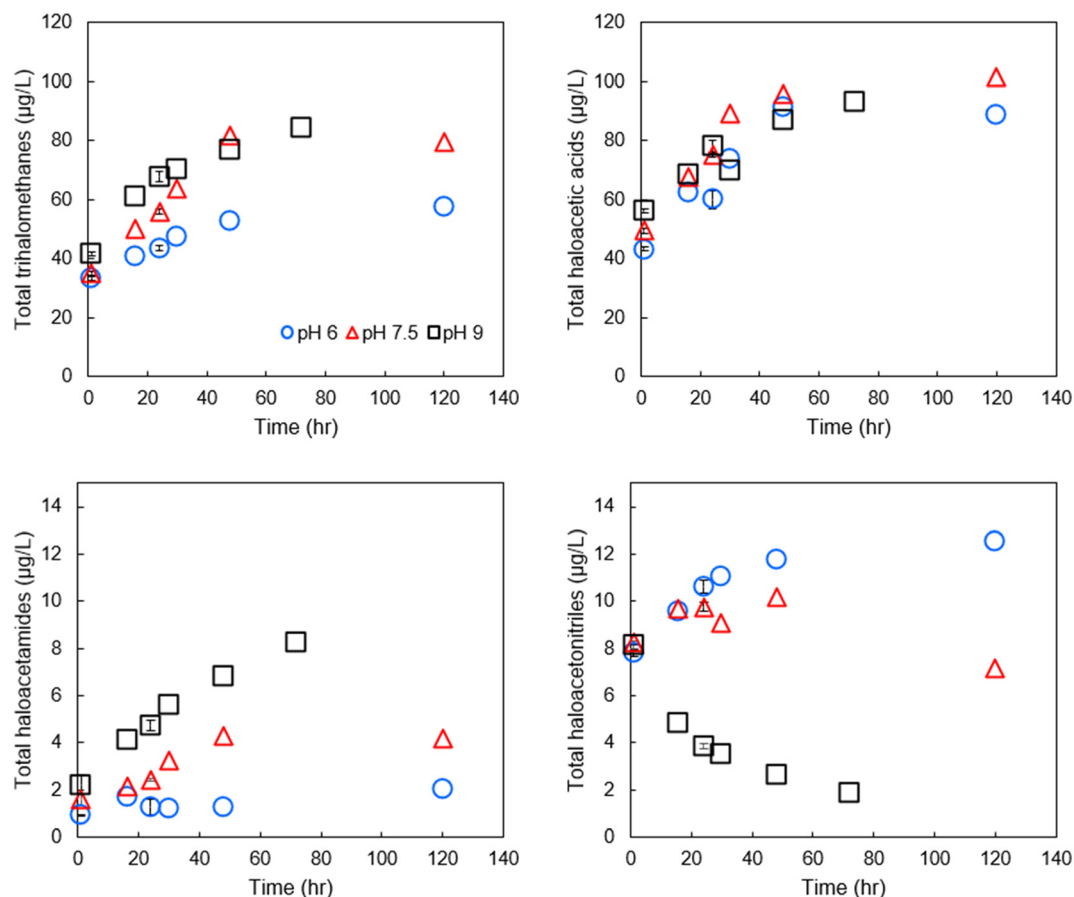 Total trihalomethanes (µg/L)
120
100
80
60
40
20
0
pH 6 pH 7.5 pH 9
0 20 40 60 80 100 120 140
Time (hr)
Total haloacetic acids (µg/L)
120
100
80
60
40
20
0
0 20 40 60 80 100 120 140
Time (hr)
Total haloacetamides (µg/L)
14
12
10
8
6
4
2
0
0 20 40 60 80 100 120 140
Time (hr)
Total haloacetonitriles (µg/L)
14
12
10
8
6
4
2
0
0 20 40 60 80 100 120 140
Time (hr)